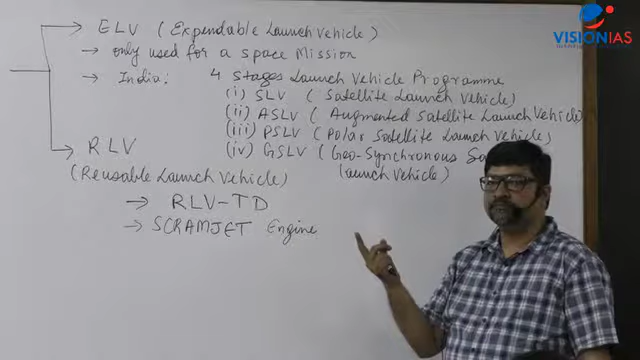 VISIONIAS
ELV (Expendable Launch Vehicle)
→ only used for a space Mission
→ India: 4 Stages Launch Vehicle Programme
(i) SLV (Satellite Launch Vehicle)
(ii) ASLV (Augmented Satellite Launch Vehicle)
(iii) PSLV (Polar Satellite Launch Vehicle)
(iv) GSLV (Geo-Synchronous
Launch Vehicle)
RLV
(Reusable Launch Vehicle)
→ RLV-TD
→ SCRAMJET Engine